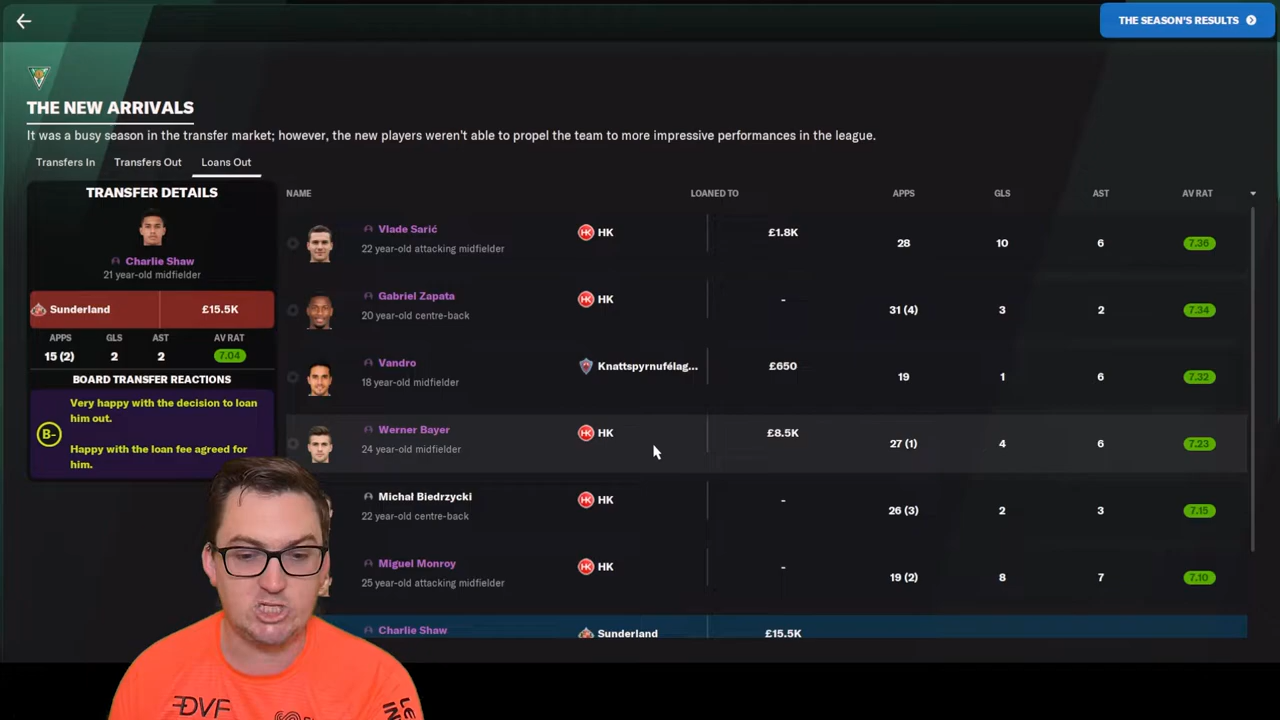 THE SEASON'S RESULTS
THE NEW ARRIVALS
It was a busy season in the transfer market; however, the new players weren't able to propel the team to more impressive performances in the league.
Transfers In Transfers Out Loans Out
TRANSFER DETAILS
Charlie Shaw
21 year-old midfielder
Sunderland £15.5K
APPS GLS AST AV RAT
15 (2) 2 2 7.04
BOARD TRANSFER REACTIONS
B-
Very happy with the decision to loan
him out.
Happy with the loan fee agreed for
him.
NAME LOANED TO APPS GLS AST AV RAT
Vlade Sarić HK £1.8K 28 10 6 7.36
22 year-old attacking midfielder
Gabriel Zapata HK - 31 (4) 3 2 7.34
20 year-old centre-back
Vandro Knattspyrnufélag... £650 19 1 6 7.32
18 year-old midfielder
Werner Bayer HK £8.5K 27 (1) 4 6 7.23
24 year-old midfielder
Michał Biedrzycki HK - 26 (3) 2 3 7.15
22 year-old centre-back
Miguel Monroy HK - 19 (2) 8 7 7.10
25 year-old attacking midfielder
Charlie Shaw Sunderland £15.5K
DVF